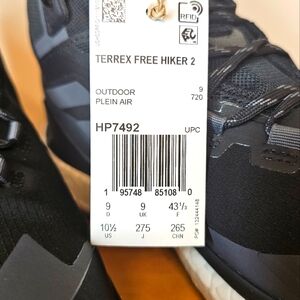 RFID
TERREX FREE HIKER 2
OUTDOOR 9
PLEIN AIR 720
HP7492 UPC
1 95748 85108 0
9 9 43⅓
D UK F
10½ 275 265
US J CHN